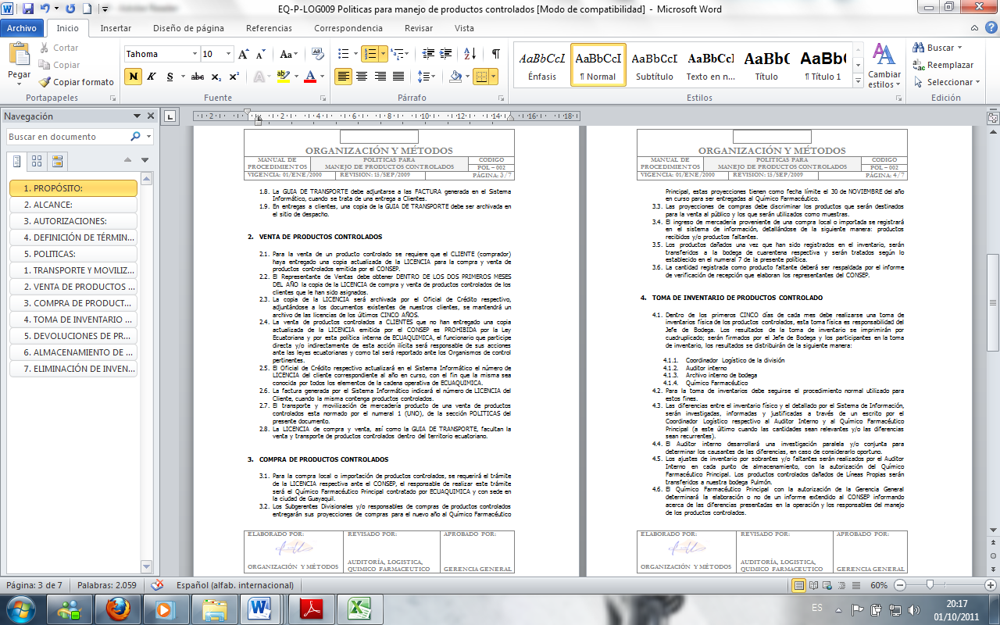 EQ-P-LOG009 Politicas para manejo de productos controlados [Modo de compatibilidad] - Microsoft Word
Archivo Inicio Insertar Diseño de página Referencias Correspondencia Revisar Vista
Pegar
Cortar
Copiar
Copiar formato
Portapapeles
Tahoma 10
N K S abc x₂ x²
Fuente
Párrafo
AaBbCcI AaBbCcI AaBbCcI AaBbCcI AaBbC AaBbC
Énfasis ¶ Normal Subtítulo Texto en n... Título ¶ Título 1
Cambiar estilos
Estilos
Buscar
Reemplazar
Seleccionar
Edición
Navegación
Buscar en documento
1. PROPÓSITO:
2. ALCANCE:
3. AUTORIZACIONES:
4. DEFINICIÓN DE TÉRMIN...
5. POLITICAS:
1. TRANSPORTE Y MOVILIZ...
2. VENTA DE PRODUCTOS ...
3. COMPRA DE PRODUCT...
4. TOMA DE INVENTARIO ...
5. DEVOLUCIONES DE PR...
6. ALMACENAMIENTO DE ...
7. ELIMINACIÓN DE INVEN...
2 2 4 6 8 10 12 14 16 18
ORGANIZACIÓN Y MÉTODOS
MANUAL DE PROCEDIMIENTOS
POLITICAS PARA
MANEJO DE PRODUCTOS CONTROLADOS
CODIGO
POL – 002
VIGENCIA: 01/ENE/2000 REVISION: 15/SEP/2009 PÁGINA: 3/7
1.8. La GUIA DE TRANSPORTE debe adjuntarse a las FACTURA generada en el Sistema
Informático, cuando se trata de una entrega a Clientes.
1.9. En entregas a clientes, una copia de la GUIA DE TRANSPORTE debe ser archivada en
el sitio de despacho.
2. VENTA DE PRODUCTOS CONTROLADOS
2.1. Para la venta de un producto controlado se requiere que el CLIENTE (comprador)
haya entregado una copia actualizada de la LICENCIA para la compra y venta de
productos controlados emitida por el CONSEP.
2.2. El Representante de Ventas debe obtener DENTRO DE LOS DOS PRIMEROS MESES
DEL AÑO la copia de la LICENCIA de compra y venta de productos controlados de los
clientes que le han sido asignados.
2.3. La copia de la LICENCIA será archivada por el Oficial de Crédito respectivo,
adjuntándose a los documentos existentes de nuestros clientes, se mantendrá un
archivo de las licencias de los últimos CINCO AÑOS.
2.4. La venta de productos controlados a CLIENTES que no han entregado una copia
actualizada de la LICENCIA emitida por el CONSEP es PROHIBIDA por la Ley
Ecuatoriana y por esta política interna de ECUAQUIMICA, el funcionario que participe
directa y/o indirectamente de esta acción ilícita será responsable de sus acciones
ante las leyes ecuatorianas y como tal será reportado ante los Organismos de control
pertinentes.
2.5. El Oficial de Crédito respectivo actualizará en el Sistema Informático el número de
LICENCIA del cliente correspondiente al año en curso, con el fin que la misma sea
conocida por todos los elementos de la cadena operativa de ECUAQUIMICA.
2.6. La factura generada por el Sistema Informático indicará el número de LICENCIA del
Cliente, cuando la misma contenga productos controlados.
2.7. El transporte y movilización de mercadería producto de una venta de productos
controlados esta normado por el numeral 1 (UNO), de la sección POLITICAS del
presente documento.
2.8. La LICENCIA de compra y venta, así como la GUIA DE TRANSPORTE, facultan la
venta y transporte de productos controlados dentro del territorio ecuatoriano.
3. COMPRA DE PRODUCTOS CONTROLADOS
3.1. Para la compra local o importación de productos controlados, se requerirá el trámite
de la LICENCIA respectiva ante el CONSEP, el responsable de realizar este trámite
será el Químico Farmacéutico Principal contratado por ECUAQUIMICA y con sede en
la ciudad de Guayaquil.
3.2. Los Subgerentes Divisionales y/o responsables de compras de productos controlados
entregarán sus proyecciones de compras para el nuevo año al Químico Farmacéutico
ELABORADO POR: REVISADO POR: APROBADO POR:
ORGANIZACIÓN Y MÉTODOS
AUDITORÍA, LOGISTICA,
QUIMICO FARMACEUTICO
GERENCIA GENERAL
ORGANIZACIÓN Y MÉTODOS
MANUAL DE PROCEDIMIENTOS
POLITICAS PARA
MANEJO DE PRODUCTOS CONTROLADOS
CODIGO
POL – 002
VIGENCIA: 01/ENE/2000 REVISION: 15/SEP/2009 PÁGINA: 4/7
Principal, estas proyecciones tienen como fecha límite el 30 de NOVIEMBRE del año
en curso para ser entregadas al Químico Farmacéutico.
3.3. Las proyecciones de compras debe discriminar los productos que serán destinados
para la venta al público y los que serán utilizados como muestras.
3.4. El ingreso de mercadería proveniente de una compra local o importada se registrará
en el sistema de información, detallándose de la siguiente manera: productos
recibidos y/o productos faltantes.
3.5. Los productos dañados una vez que han sido registrados en el inventario, serán
transferidos a la bodega de cuarentena respectiva y serán tratados según lo
establecido en el numeral 7 de la presente política.
3.6. La cantidad registrada como producto faltante deberá ser respaldada por el informe
de verificación de recepción que elaboran los representantes del CONSEP.
4. TOMA DE INVENTARIO DE PRODUCTOS CONTROLADO
4.1. Dentro de los primeros CINCO días de cada mes debe realizarse una toma de
inventarios física de los productos controlados, esta toma física es responsabilidad del
Jefe de Bodega. Los resultados de la toma de inventario se imprimirán por
cuadruplicado; serán firmados por el Jefe de Bodega y los participantes en la toma
de inventario, los resultados se distribuirán de la siguiente manera:
4.1.1. Coordinador Logístico de la división
4.1.2. Auditor interno
4.1.3. Archivo interno de bodega
4.1.4. Químico Farmacéutico
4.2. Para la toma de inventarios debe seguirse el procedimiento normal utilizado para
estos fines.
4.3. Las diferencias entre el inventario físico y el detallado por el Sistema de Información,
serán investigadas, informadas y justificadas a través de un escrito por el
Coordinador Logístico respectivo al Auditor Interno y al Químico Farmacéutico
Principal (a este último cuando las cantidades sean relevantes y/o las diferencias
sean recurrentes).
4.4. El Auditor interno desarrollará una investigación paralela y/o conjunta para
determinar los causantes de las diferencias, en caso de considerarlo oportuno.
4.5. Los ajustes de inventario por sobrantes y/o faltantes serán realizados por el Auditor
Interno en cada punto de almacenamiento, con la autorización del Químico
Farmacéutico Principal. Los productos controlados dañados de Líneas Propias serán
transferidos a nuestra bodega Pulmón.
4.6. El Químico Farmacéutico Principal con la autorización de la Gerencia General
determinará la elaboración o no de un informe extendido al CONSEP informando
acerca de las diferencias presentadas en la operación y los responsables del manejo
de los productos controlados.
ELABORADO POR: REVISADO POR: APROBADO POR:
ORGANIZACIÓN Y MÉTODOS
AUDITORÍA, LOGISTICA,
QUIMICO FARMACEUTICO
GERENCIA GENERAL
Página: 3 de 7 Palabras: 2.059 Español (alfab. internacional) 60%
ES 20:17
01/10/2011